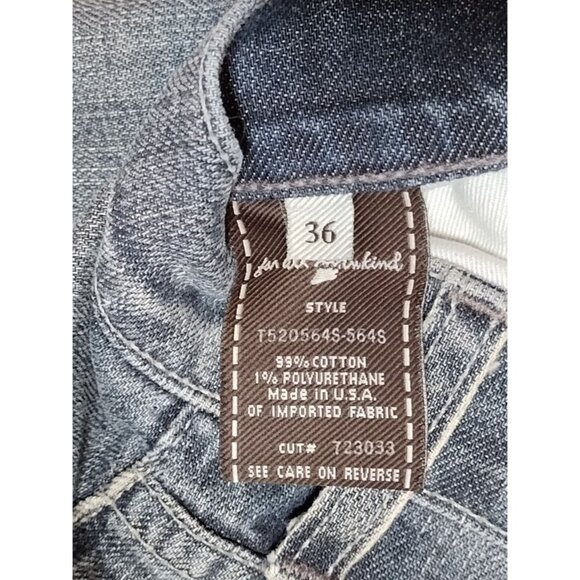 36
for all mankind
STYLE
T520564S-564S
99% COTTON
1% POLYURETHANE
Made in U.S.A.
OF IMPORTED FABRIC
CUT# 723033
SEE CARE ON REVERSE